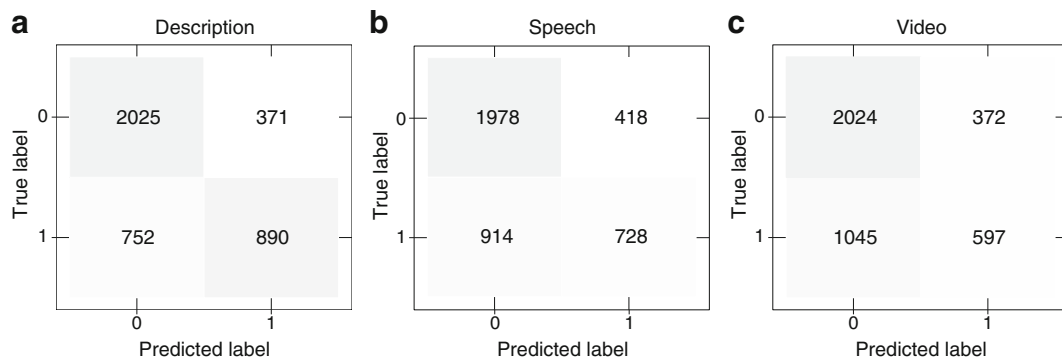 a Description
0 2025 371
True label
1 752 890
0 1
Predicted label
b Speech
0 1978 418
True label
1 914 728
0 1
Predicted label
c Video
0 2024 372
True label
1 1045 597
0 1
Predicted label